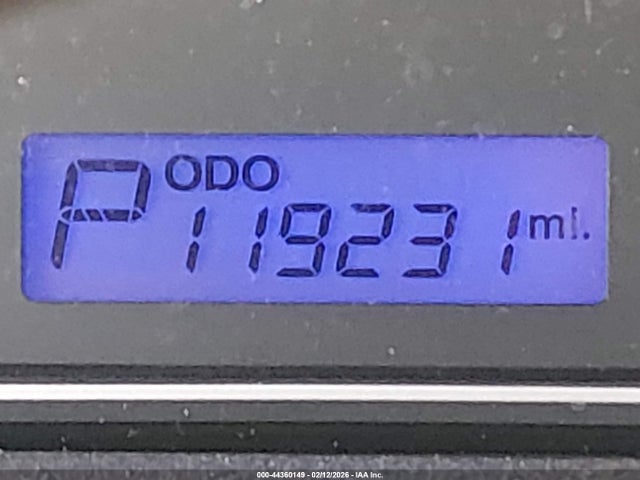 P ODO
119231 mi.
000-44360149 - 02/12/2026 - IAA Inc.